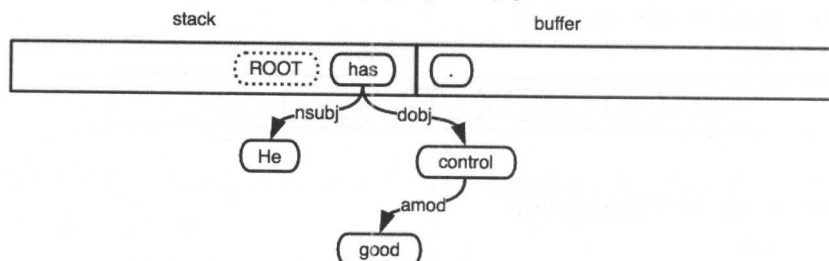 stack buffer
ROOT has .
nsubj dobj
He control
amod
good